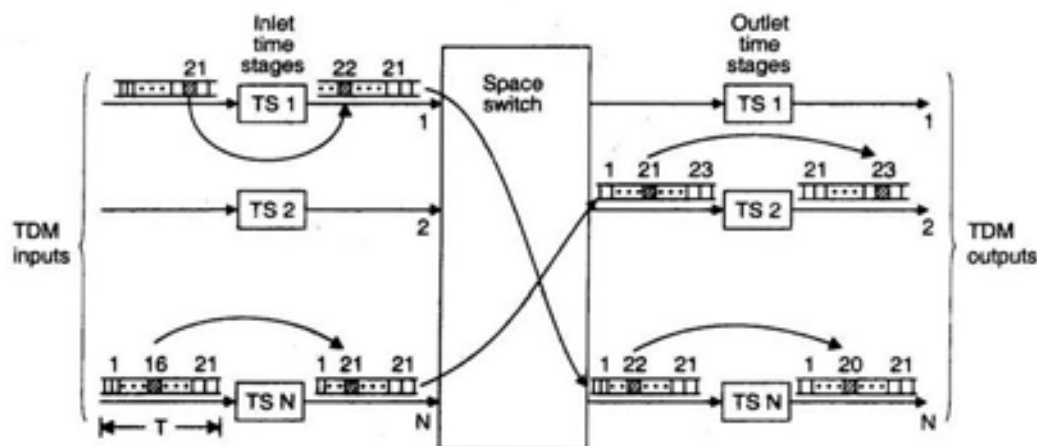 Inlet
time
stages
Outlet
time
stages
Space
switch
21
22 21
TS 1
1
TS 1
1
1 21 23
21 23
TS 2
2
TS 2
2
TDM
inputs
TDM
outputs
1 16 21
1 21 21
TS N
N
1 22 21
1 20 21
TS N
N
T